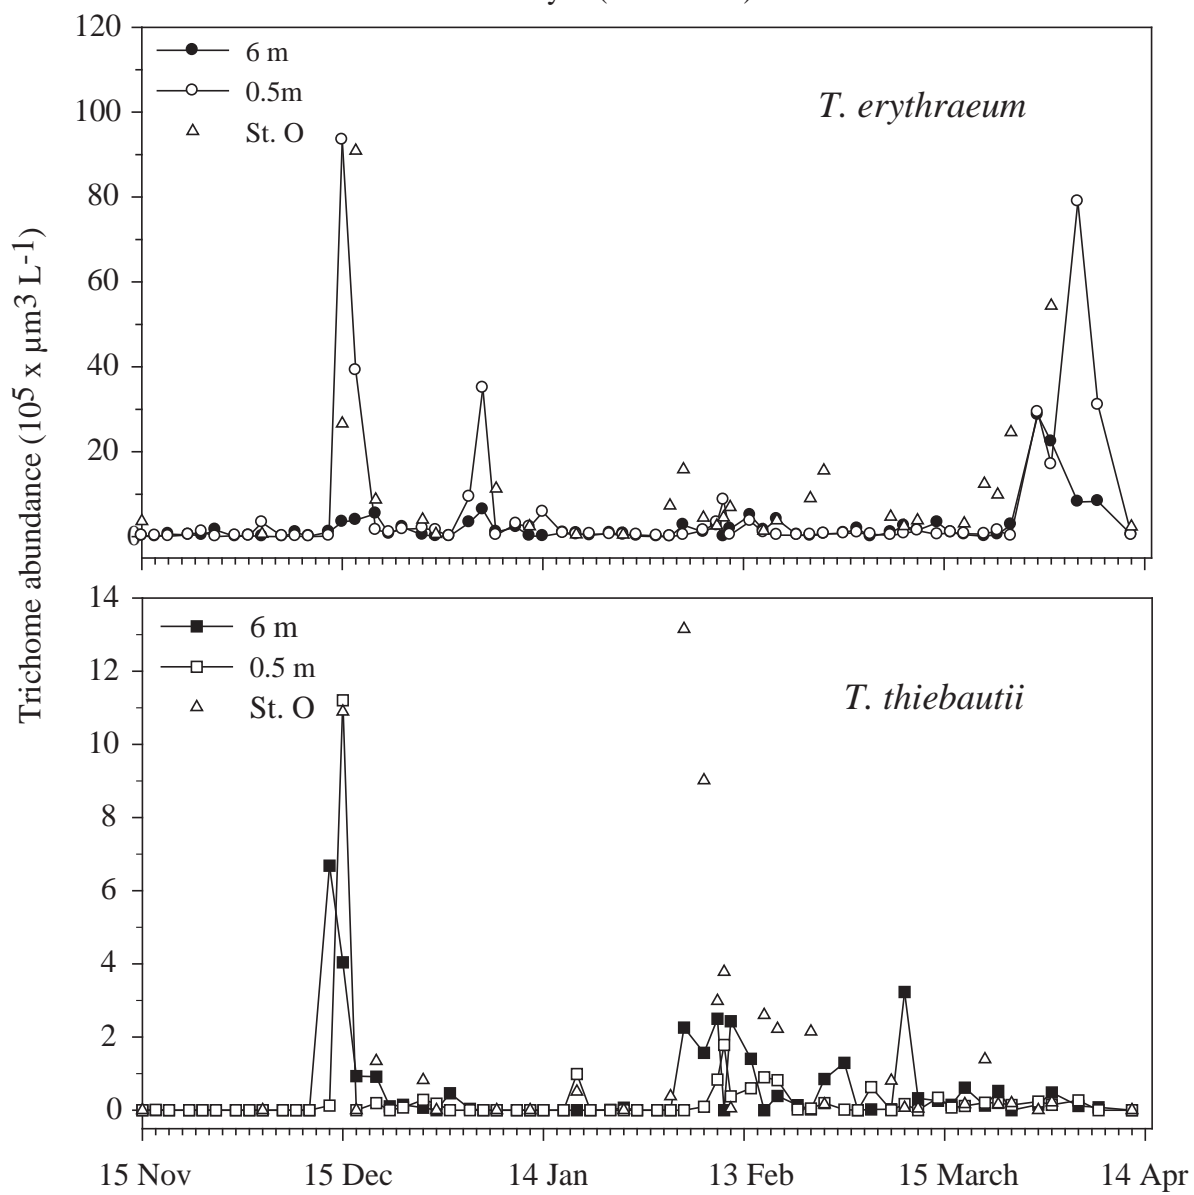 120
6 m
0.5m
St. O
T. erythraeum
100
80
60
40
20
0
Trichome abundance (10⁵ x µm³ L⁻¹)
14
6 m
0.5 m
St. O
T. thiebautii
12
10
8
6
4
2
0
15 Nov 15 Dec 14 Jan 13 Feb 15 March 14 Apr